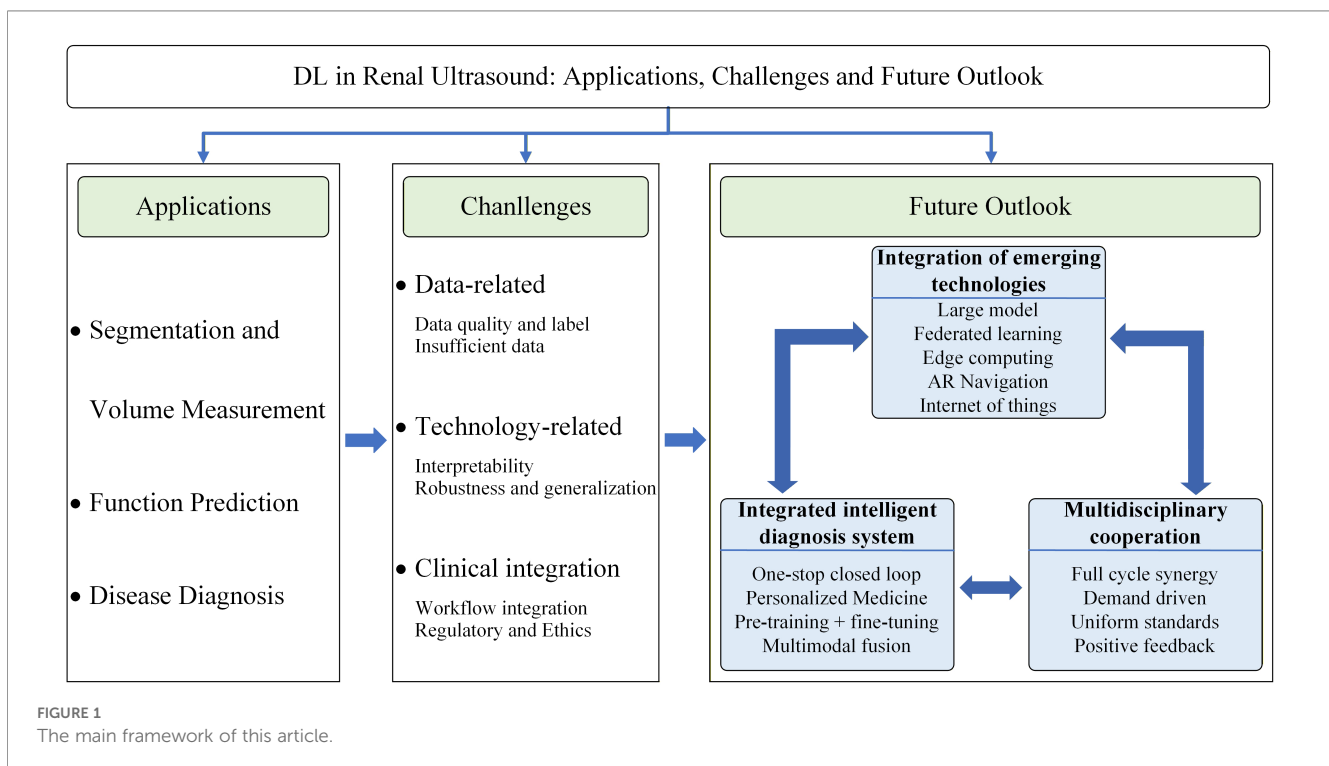 DL in Renal Ultrasound: Applications, Challenges and Future Outlook
Applications
• Segmentation and
Volume Measurement
• Function Prediction
• Disease Diagnosis
Chanllenges
• Data-related
Data quality and label
Insufficient data
• Technology-related
Interpretability
Robustness and generalization
• Clinical integration
Workflow integration
Regulatory and Ethics
Future Outlook
Integration of emerging
technologies
Large model
Federated learning
Edge computing
AR Navigation
Internet of things
Integrated intelligent
diagnosis system
One-stop closed loop
Personalized Medicine
Pre-training + fine-tuning
Multimodal fusion
Multidisciplinary
cooperation
Full cycle synergy
Demand driven
Uniform standards
Positive feedback
FIGURE 1
The main framework of this article.